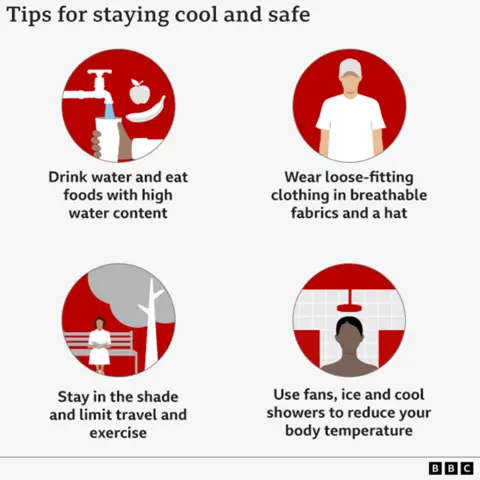 Tips for staying cool and safe
Drink water and eat
foods with high
water content
Wear loose-fitting
clothing in breathable
fabrics and a hat
Stay in the shade
and limit travel and
exercise
Use fans, ice and cool
showers to reduce your
body temperature
BBC